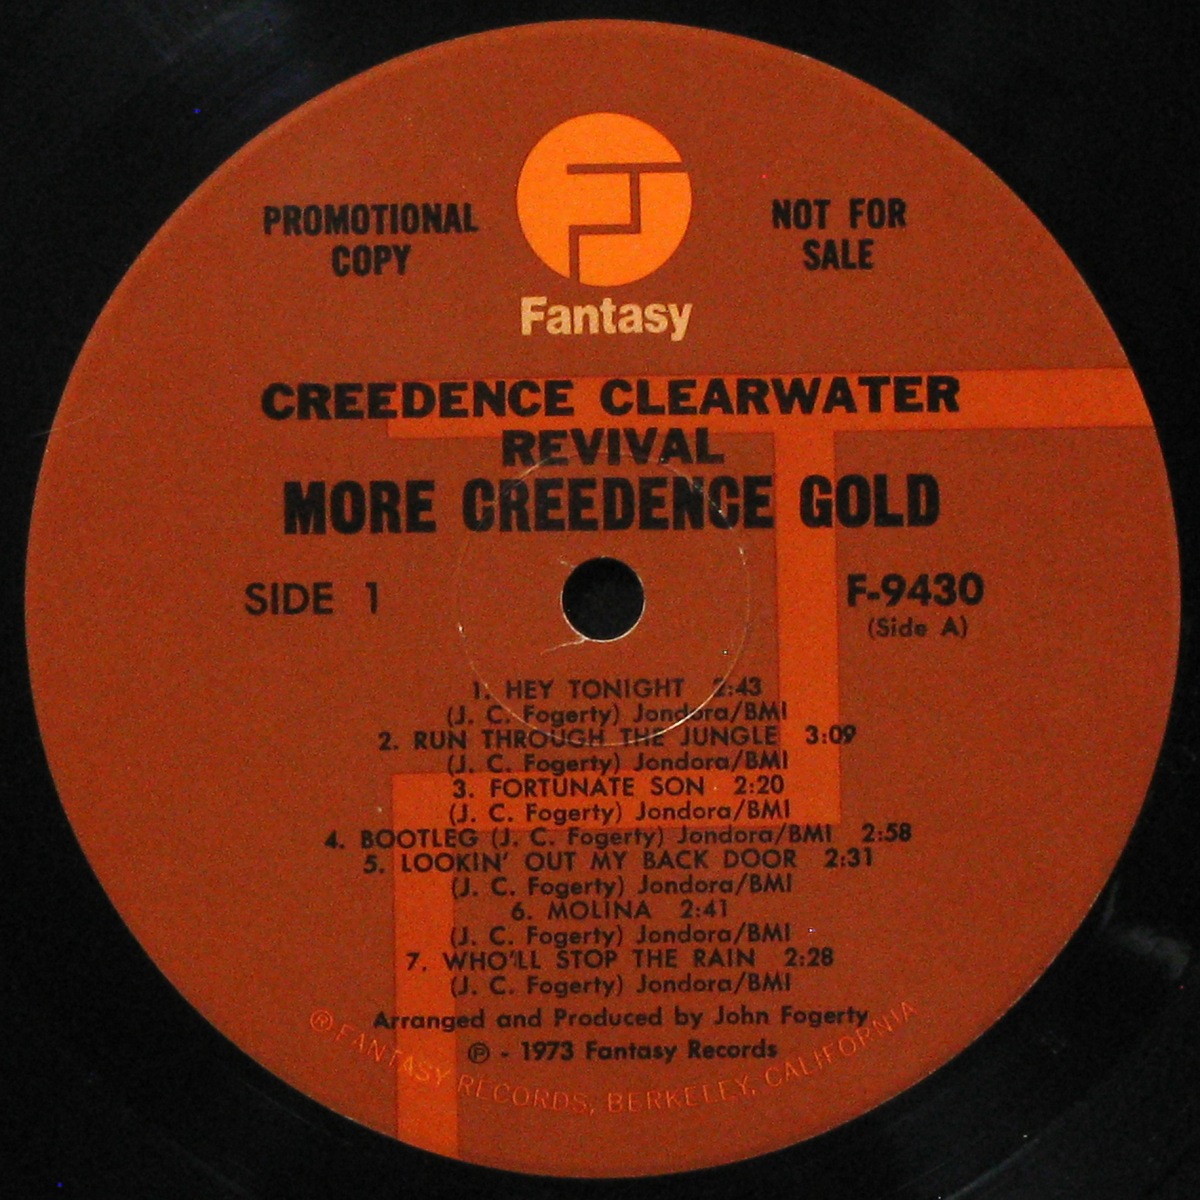 PROMOTIONAL
COPY
NOT FOR
SALE
Fantasy
CREEDENCE CLEARWATER
REVIVAL
MORE CREEDENCE GOLD
SIDE 1
F-9430
(Side A)
1. HEY TONIGHT 2:43
(J. C. Fogerty) Jondora/BMI
2. RUN THROUGH THE JUNGLE 3:09
(J. C. Fogerty) Jondora/BMI
3. FORTUNATE SON 2:20
(J. C. Fogerty) Jondora/BMI
4. BOOTLEG (J. C. Fogerty) Jondora/BMI 2:58
5. LOOKIN' OUT MY BACK DOOR 2:31
(J. C. Fogerty) Jondora/BMI
6. MOLINA 2:41
(J. C. Fogerty) Jondora/BMI
7. WHO'LL STOP THE RAIN 2:28
(J. C. Fogerty) Jondora/BMI
Arranged and Produced by John Fogerty
℗ - 1973 Fantasy Records
® FANTASY RECORDS, BERKELEY, CALIFORNIA